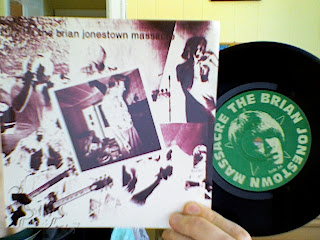 the brian jonestown massacre
THE BRIAN JONESTOWN MASSACRE